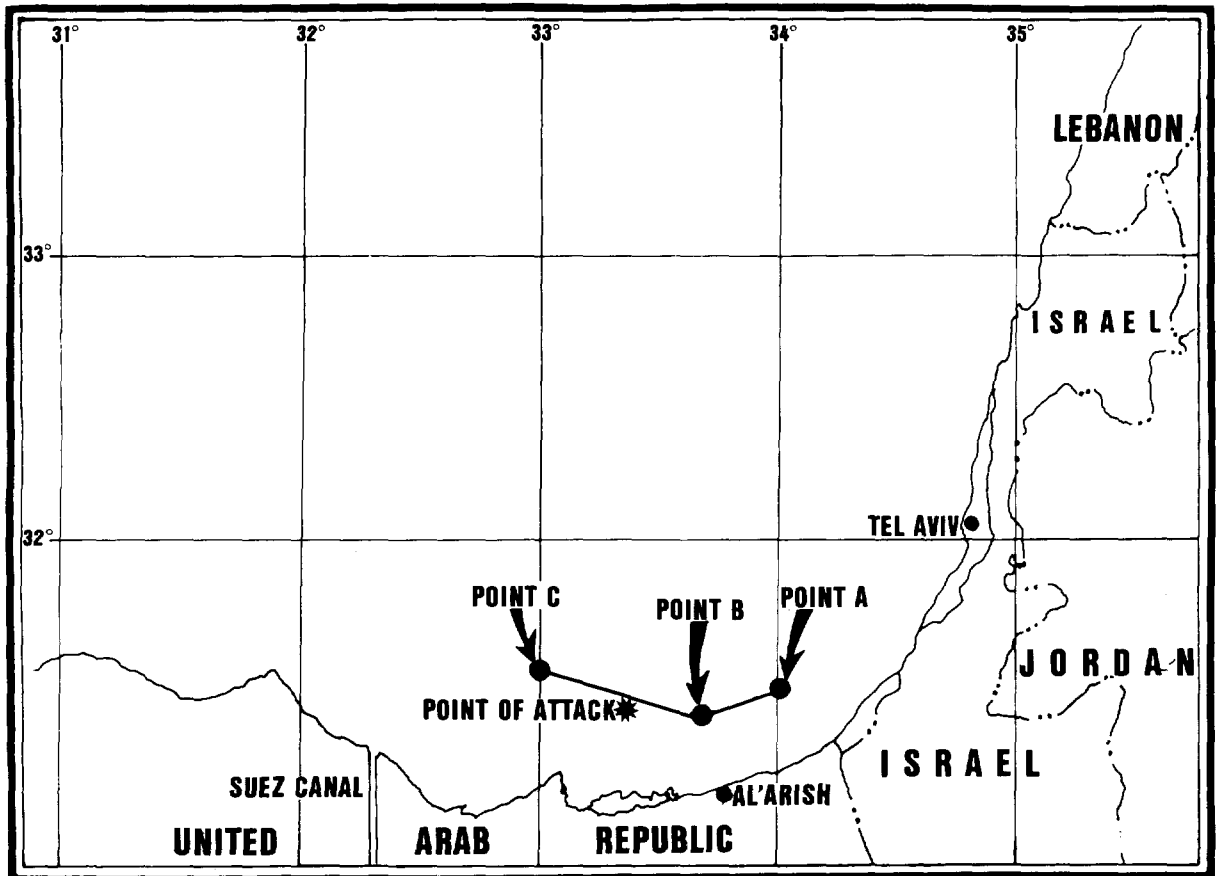 31° 32° 33° 34° 35°
LEBANON
33°
ISRAEL
TEL AVIV
32°
POINT C
POINT B
POINT A
JORDAN
POINT OF ATTACK
ISRAEL
SUEZ CANAL
AL'ARISH
UNITED ARAB REPUBLIC